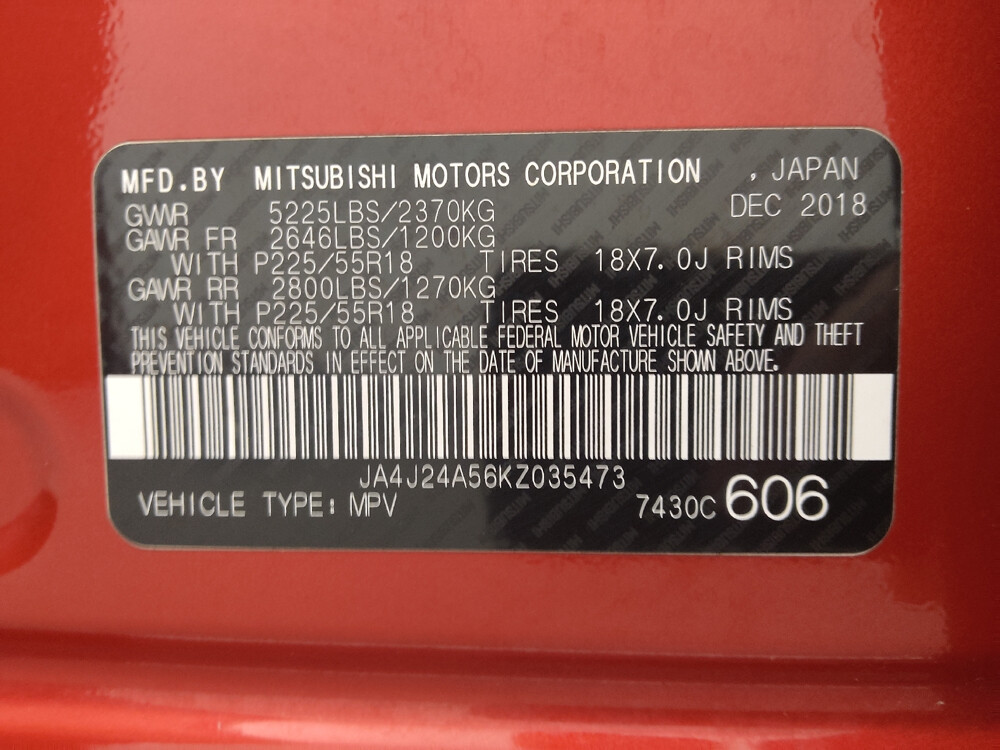 MFD.BY MITSUBISHI MOTORS CORPORATION , JAPAN
GWWR 5225LBS/2370KG DEC 2018
GAWR FR 2646LBS/1200KG
WITH P225/55R18 TIRES 18X7.0J RIMS
GAWR RR 2800LBS/1270KG
WITH P225/55R18 TIRES 18X7.0J RIMS
THIS VEHICLE CONFORMS TO ALL APPLICABLE FEDERAL MOTOR VEHICLE SAFETY AND THEFT
PREVENTION STANDARDS IN EFFECT ON THE DATE OF MANUFACTURE SHOWN ABOVE.
JA4J24A56KZ035473
VEHICLE TYPE: MPV 7430C 606